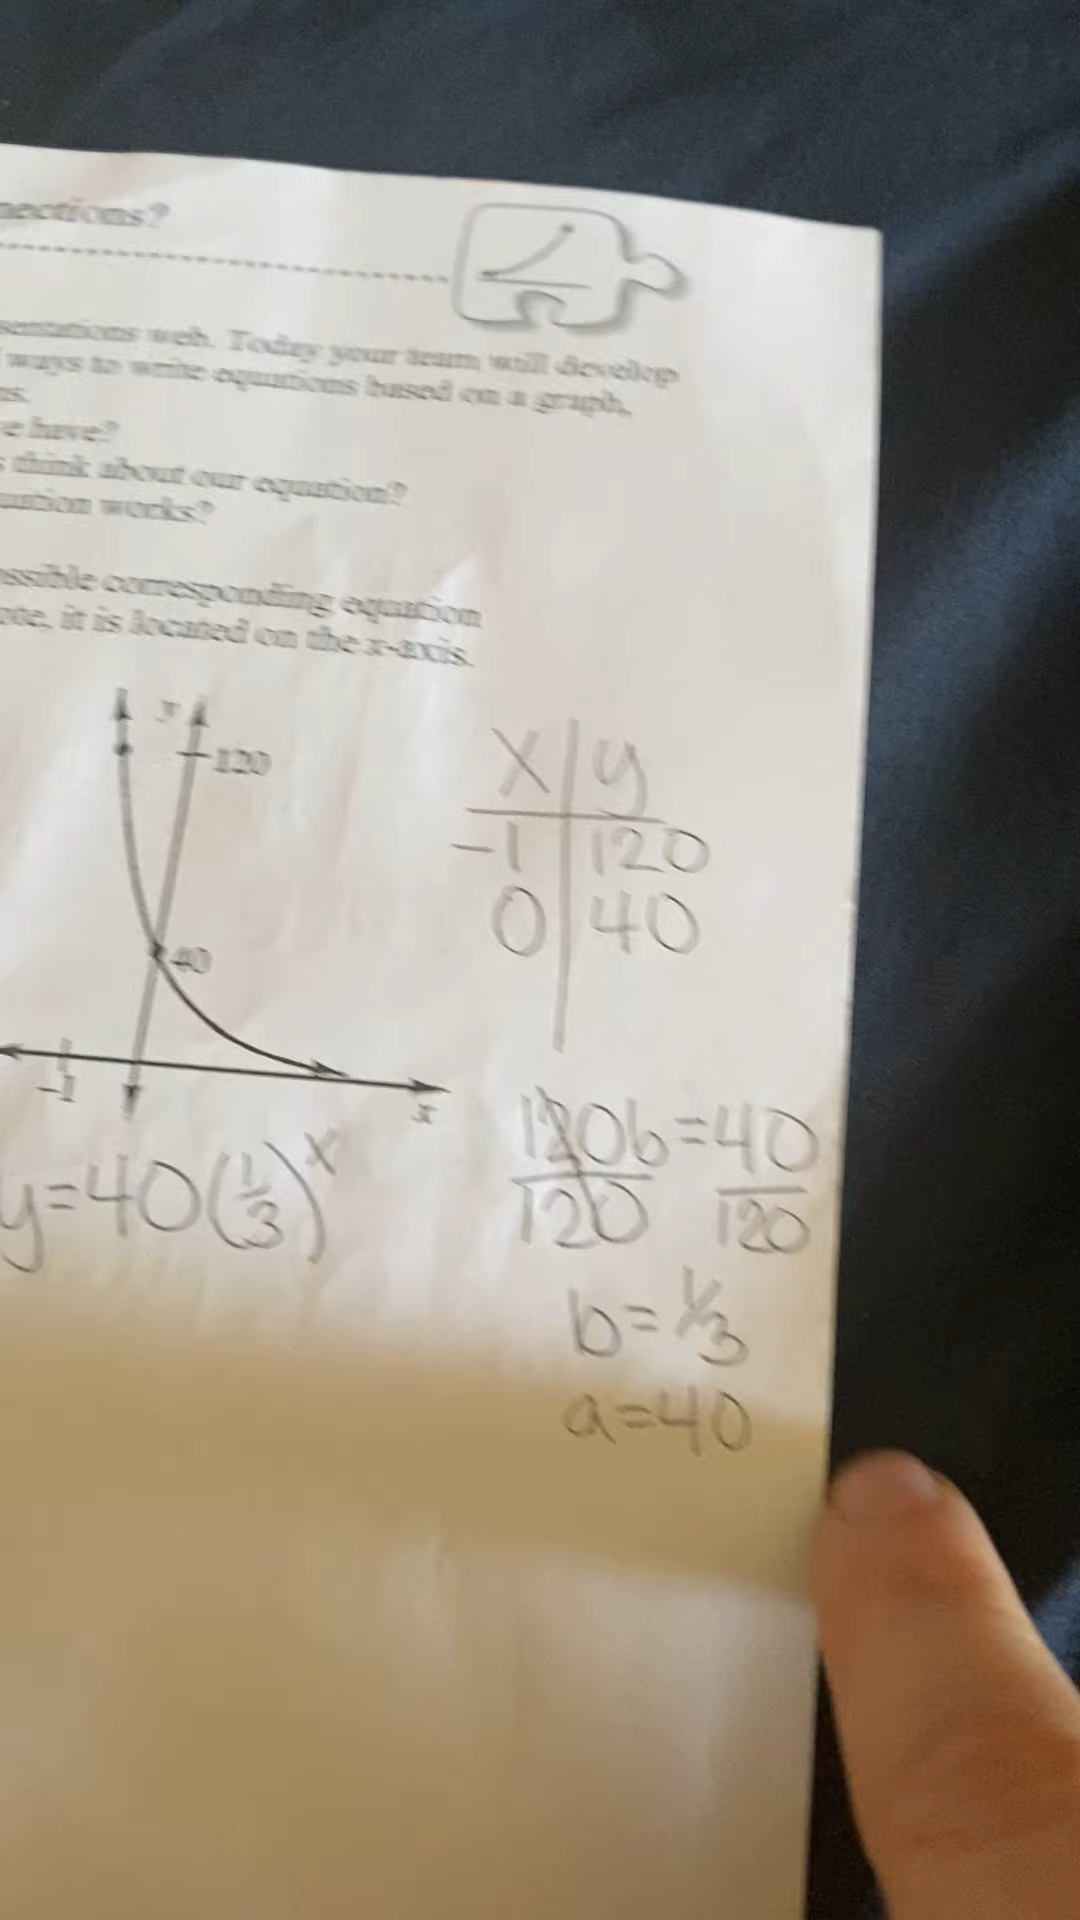 nections?
sentations web. Today your team will develop
ways to write equations based on a graph,
ns.
e have?
s think about our equation?
uation works?
ossible corresponding equation
ote, it is located on the x-axis.
y
120
40
-1
x
x y
-1 120
0 40
y=40(1/3)^x
120b=40
120 120
b=1/3
a=40